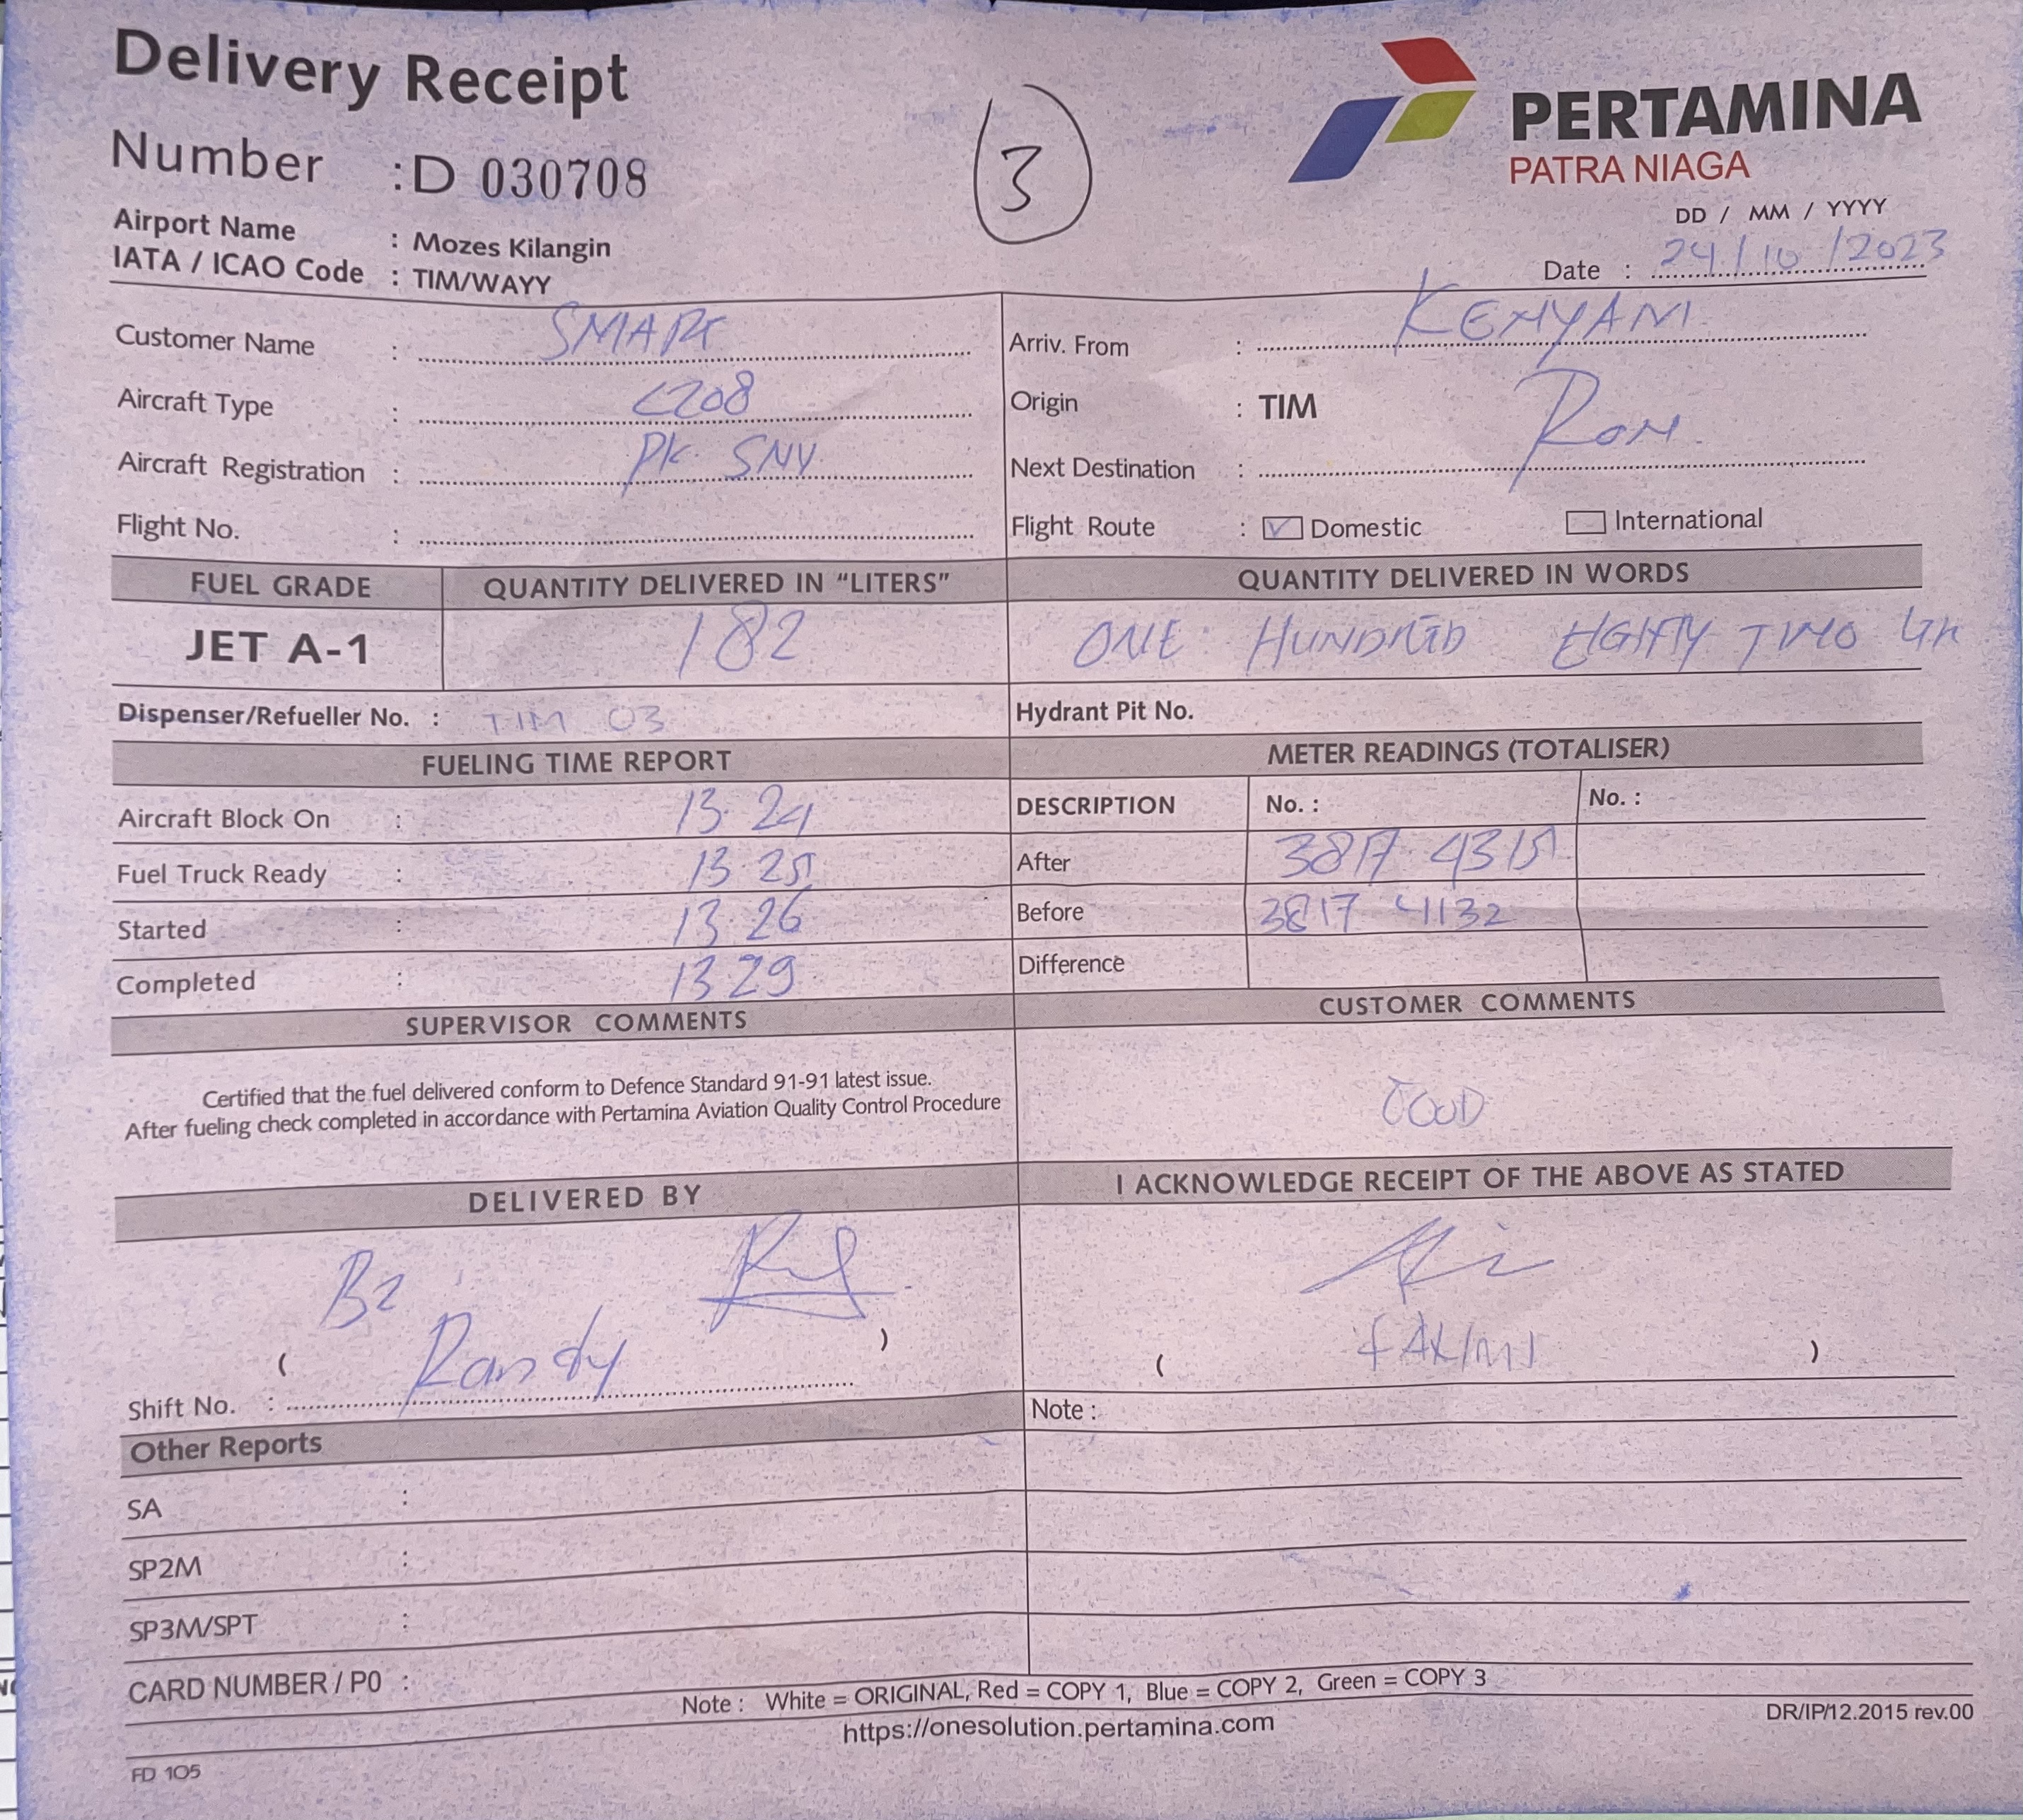 Delivery Receipt
Number :D 030708
3
PERTAMINA
PATRA NIAGA
Airport Name : Mozes Kilangin
IATA / ICAO Code : TIM/WAYY
DD / MM / YYYY
Date : 24/10/2023
Customer Name : SMART
Aircraft Type : C208
Aircraft Registration : PK. SNY
Flight No. :
Arriv. From : KENYAM
Origin : TIM
Next Destination :
Flight Route : Domestic International
FUEL GRADE QUANTITY DELIVERED IN "LITERS" QUANTITY DELIVERED IN WORDS
JET A-1 182 ONE HUNDRED TWO
Dispenser/Refueller No. : TIM 03 Hydrant Pit No.
FUELING TIME REPORT
Aircraft Block On : 13.24
Fuel Truck Ready : 13.25
Started : 13.26
Completed : 13.29
METER READINGS (TOTALISER)
DESCRIPTION No. : No. :
After
Before 3817 4132
Difference
SUPERVISOR COMMENTS
Certified that the fuel delivered conform to Defence Standard 91-91 latest issue.
After fueling check completed in accordance with Pertamina Aviation Quality Control Procedure
CUSTOMER COMMENTS
GOOD
DELIVERED BY
B2
( Randy )
Shift No. :
I ACKNOWLEDGE RECEIPT OF THE ABOVE AS STATED
( )
Note :
Other Reports
SA :
SP2M :
SP3M/SPT :
CARD NUMBER / P0 :
Note : White = ORIGINAL, Red = COPY 1, Blue = COPY 2, Green = COPY 3
https://onesolution.pertamina.com
DR/IP/12.2015 rev.00
FD 105